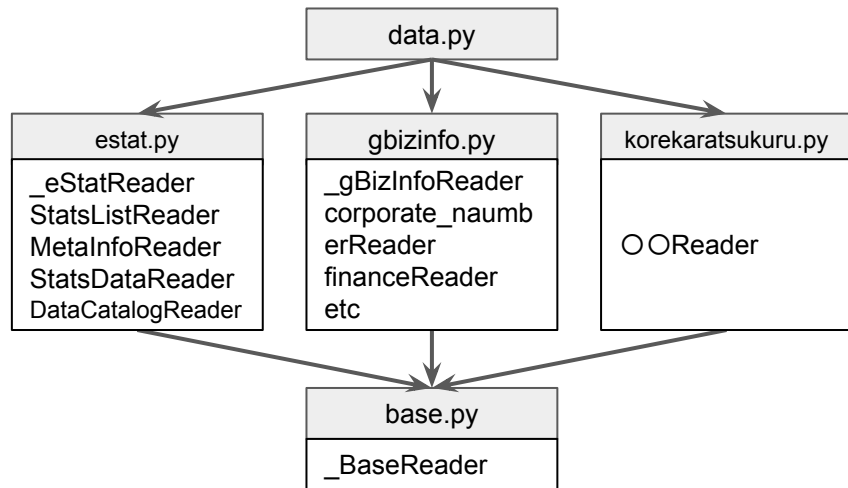 data.py
estat.py
_eStatReader
StatsListReader
MetaInfoReader
StatsDataReader
DataCatalogReader
gbizinfo.py
_gBizInfoReader
corporate_naumb
erReader
financeReader
etc
korekaratsukuru.py
〇〇Reader
base.py
_BaseReader